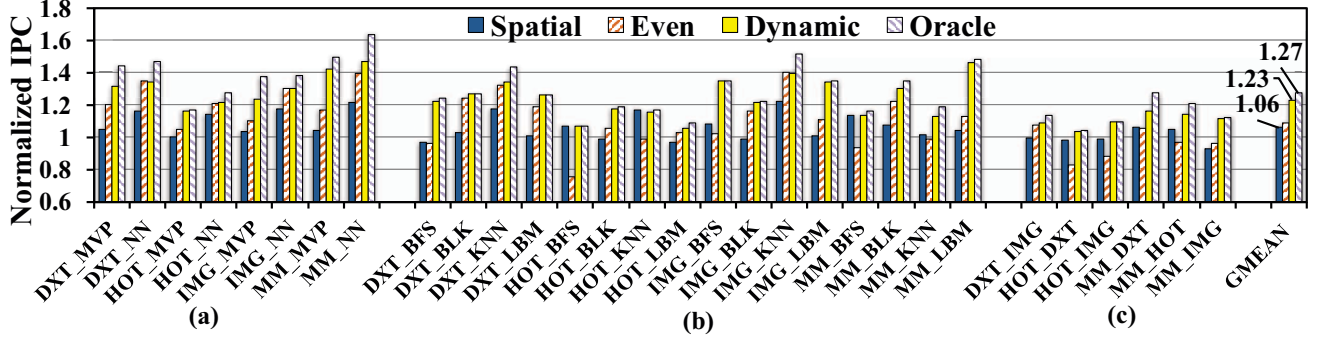 Normalized IPC
1.8
1.6
1.4
1.2
1
0.8
0.6
Spatial Even Dynamic Oracle
1.27
1.23
1.06
DXT_MVP
DXT_NN
HOT_MVP
HOT_NN
IMG_MVP
IMG_NN
MM_MVP
MM_NN
DXT_BFS
DXT_BLK
DXT_KNN
DXT_LBM
HOT_BFS
HOT_BLK
HOT_KNN
HOT_LBM
IMG_BFS
IMG_BLK
IMG_KNN
IMG_LBM
MM_BFS
MM_BLK
MM_KNN
MM_LBM
DXT_IMG
HOT_DXT
HOT_IMG
MM_DXT
MM_HOT
MM_IMG
GMEAN
(a)
(b)
(c)